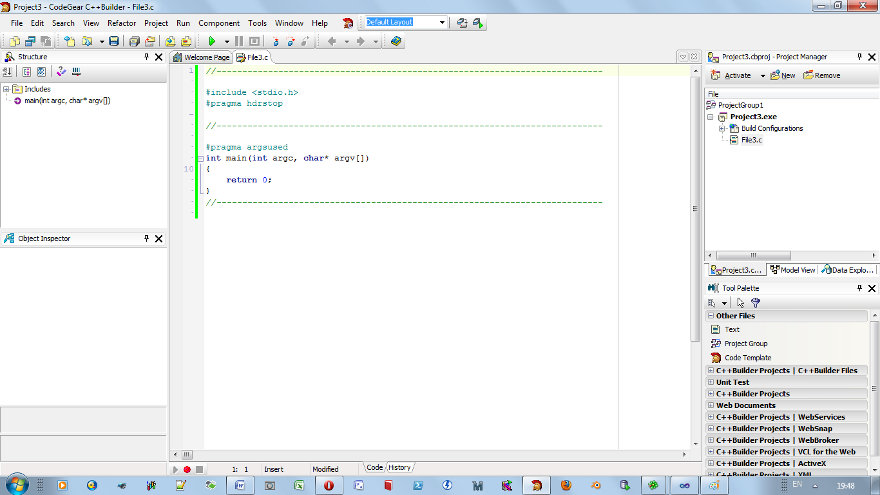 Project3 - CodeGear C++Builder - File3.c
File Edit Search View Refactor Project Run Component Tools Window Help
Default Layout
Structure
Includes
main(int argc, char* argv[])
Object Inspector
Welcome Page
File3.c
1
//---------------------------------------------------------------------------
#include <stdio.h>
#pragma hdrstop
//---------------------------------------------------------------------------
#pragma argsused
int main(int argc, char* argv[])
10
{
return 0;
}
//---------------------------------------------------------------------------
1: 1
Insert
Modified
Code
History
Project3.cbproj - Project Manager
Activate
New
Remove
File
ProjectGroup1
Project3.exe
Build Configurations
File3.c
Project3.c...
Model View
Data Explo...
Tool Palette
Other Files
Text
Project Group
Code Template
C++Builder Projects | C++Builder Files
Unit Test
C++Builder Projects
Web Documents
C++Builder Projects | WebServices
C++Builder Projects | WebSnap
C++Builder Projects | WebBroker
C++Builder Projects | VCL for the Web
C++Builder Projects | ActiveX
C++Builder Projects | XML
EN
19:48